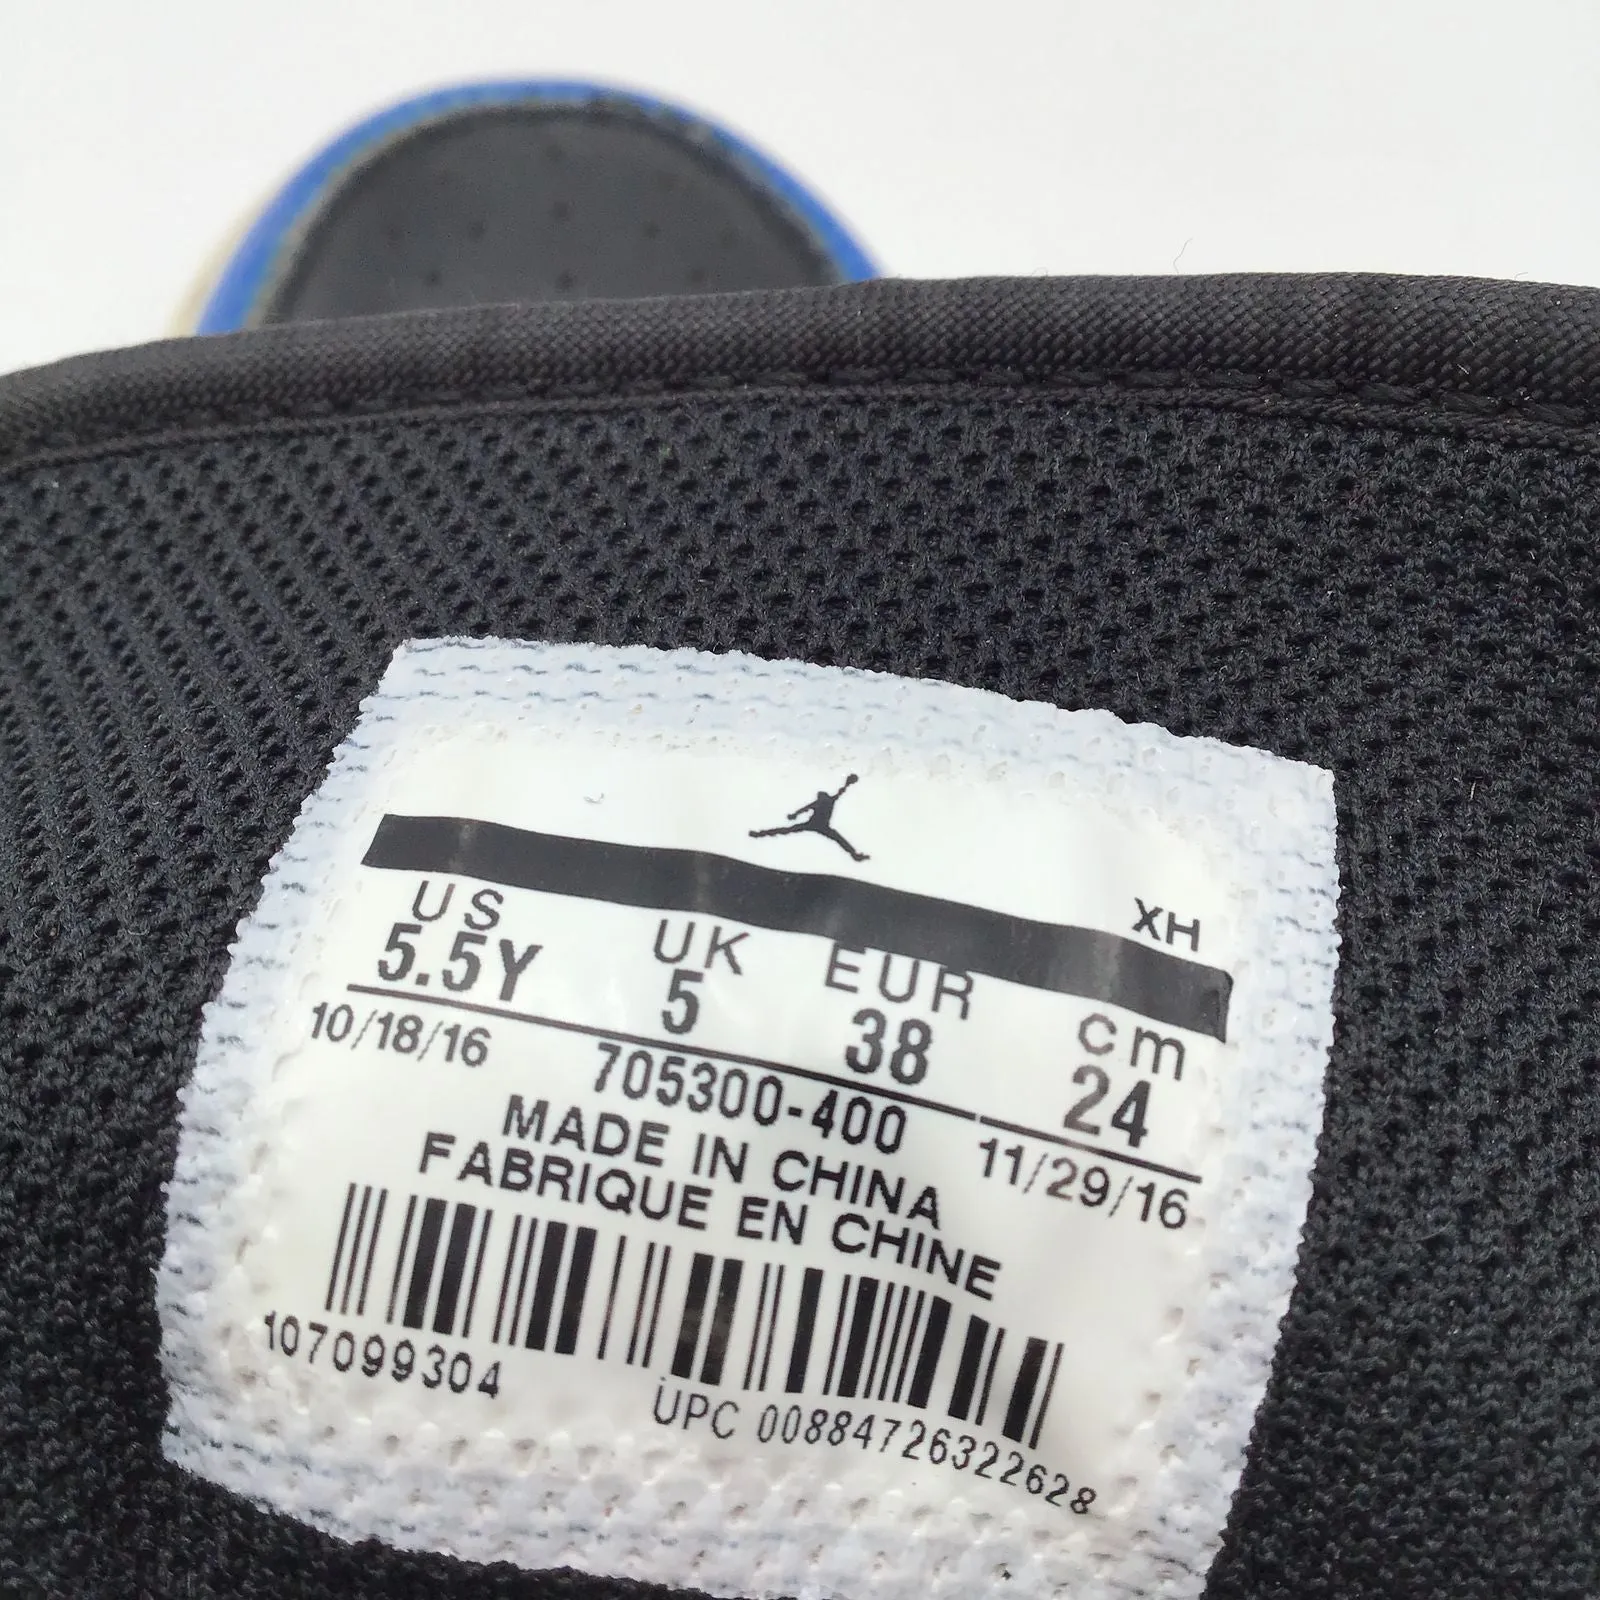 XH
US UK EUR cm
5.5Y 5 38 24
10/18/16 705300-400 11/29/16
MADE IN CHINA
FABRIQUE EN CHINE
107099304 UPC 00884726322628